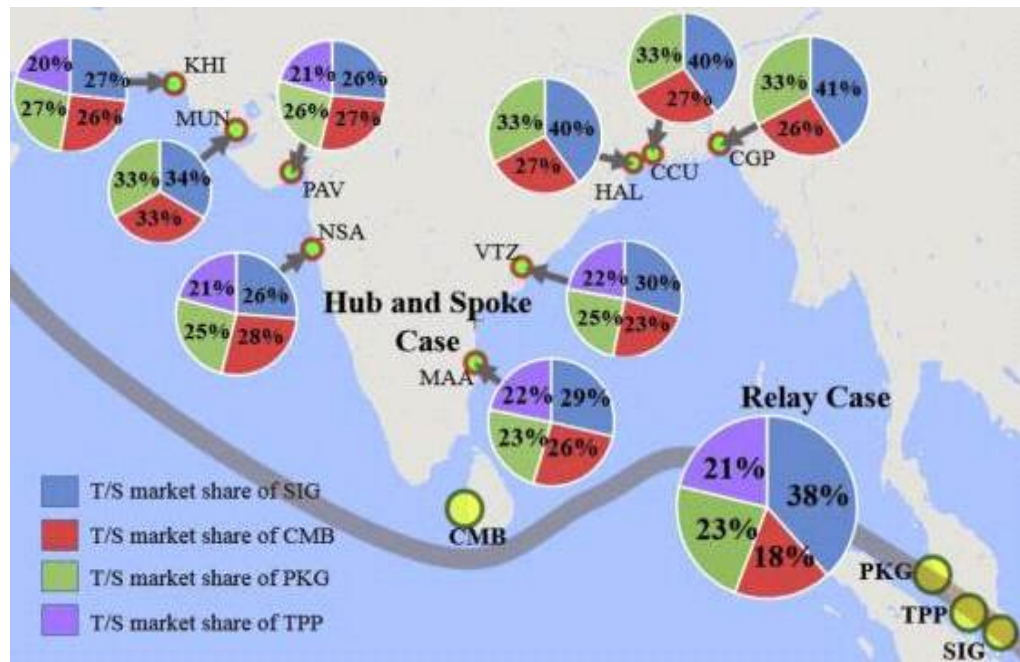 20%
27%
27%
26%
KHI
21%
26%
26%
27%
MUN
PAV
33%
34%
33%
33%
40%
27%
CCU
33%
40%
27%
HAL
33%
41%
26%
CGP
NSA
21%
26%
25%
28%
VTZ
22%
30%
25%
23%
Hub and Spoke
Case
MAA
22%
29%
23%
26%
Relay Case
21%
38%
23%
18%
CMB
PKG
TPP
SIG
T/S market share of SIG
T/S market share of CMB
T/S market share of PKG
T/S market share of TPP